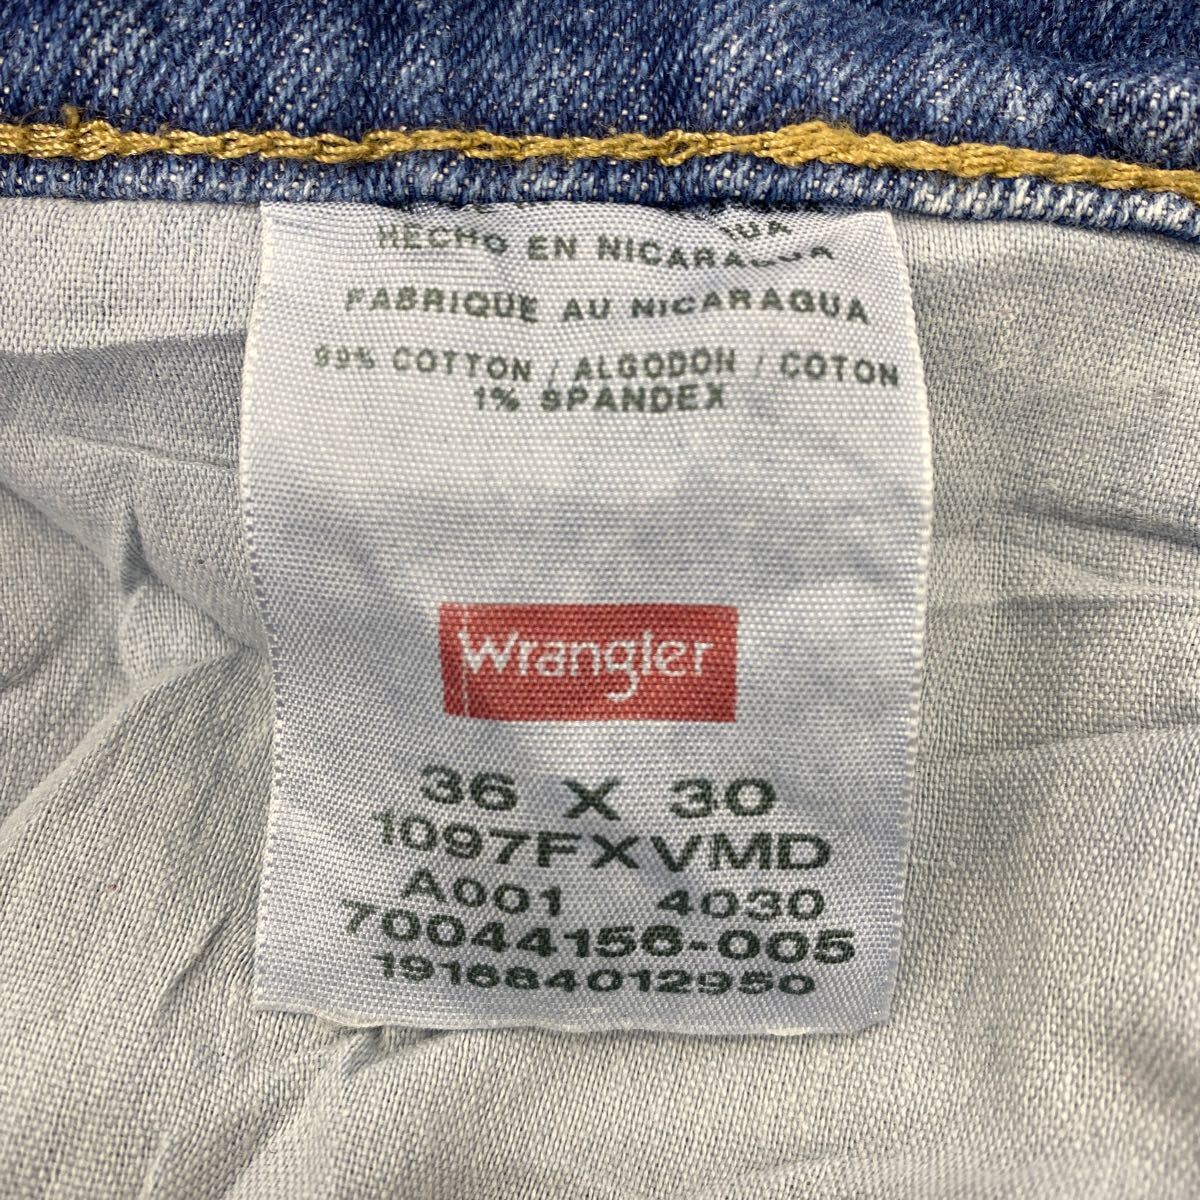 HECHO EN NICARAGUA
FABRIQUE AU NICARAGUA
99% COTTON / ALGODON / COTON
1% SPANDEX
Wrangler
36 X 30
1097FXVMD
A001 4030
70044156-005
191684012950